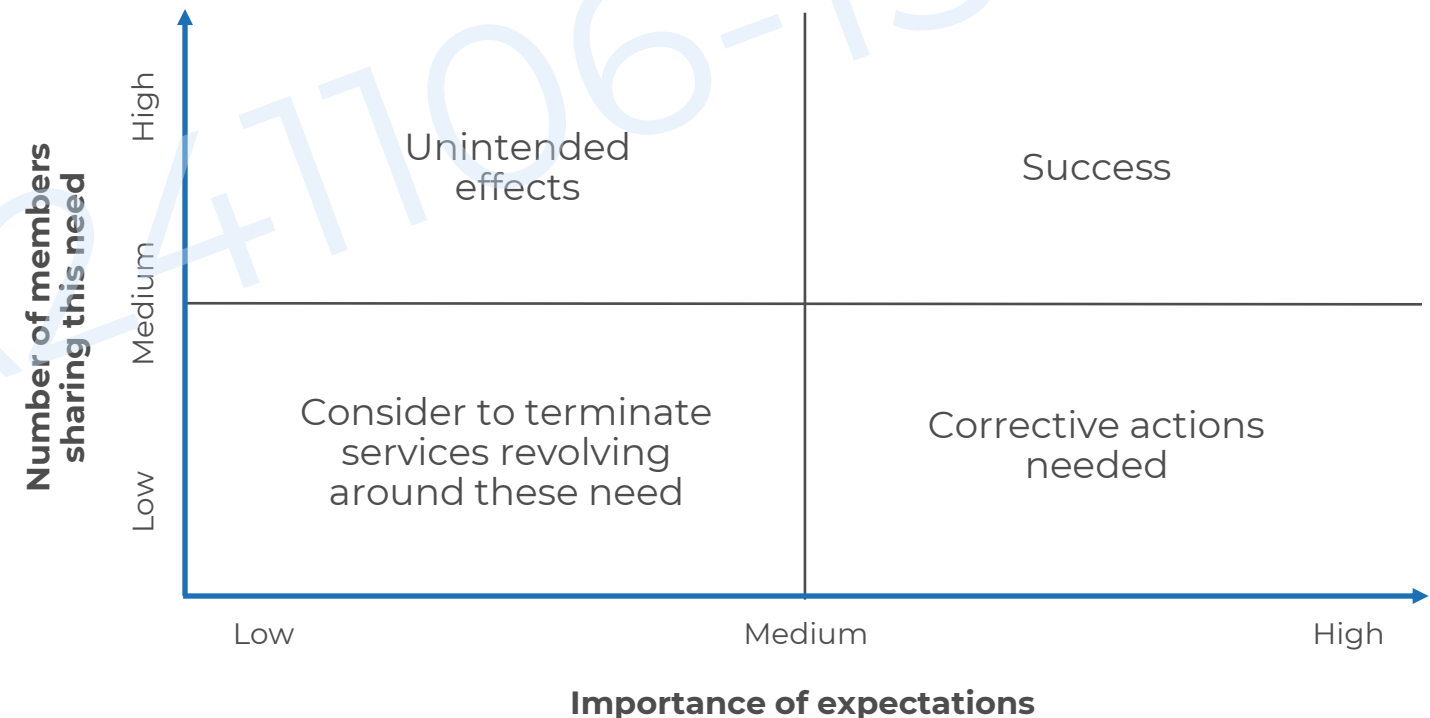 Number of members
sharing this need
High
Medium
Low
Unintended
effects
Success
Consider to terminate
services revolving
around these need
Corrective actions
needed
Low
Medium
High
Importance of expectations